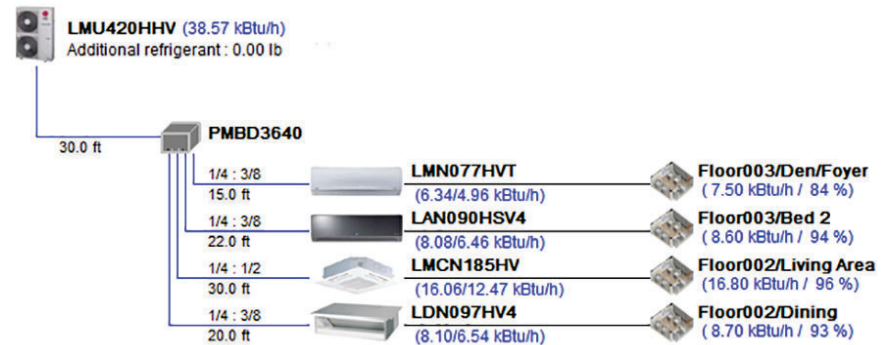 LMU420HHV (38.57 kBtu/h)
Additional refrigerant : 0.00 lb
30.0 ft
PMBD3640
1/4 : 3/8
15.0 ft
LMN077HVT
(6.34/4.96 kBtu/h)
Floor003/Den/Foyer
( 7.50 kBtu/h / 84 %)
1/4 : 3/8
22.0 ft
LAN090HSV4
(8.08/6.46 kBtu/h)
Floor003/Bed 2
( 8.60 kBtu/h / 94 %)
1/4 : 1/2
30.0 ft
LMCN185HV
(16.06/12.47 kBtu/h)
Floor002/Living Area
(16.80 kBtu/h / 96 %)
1/4 : 3/8
20.0 ft
LDN097HV4
(8.10/6.54 kBtu/h)
Floor002/Dining
( 8.70 kBtu/h / 93 %)